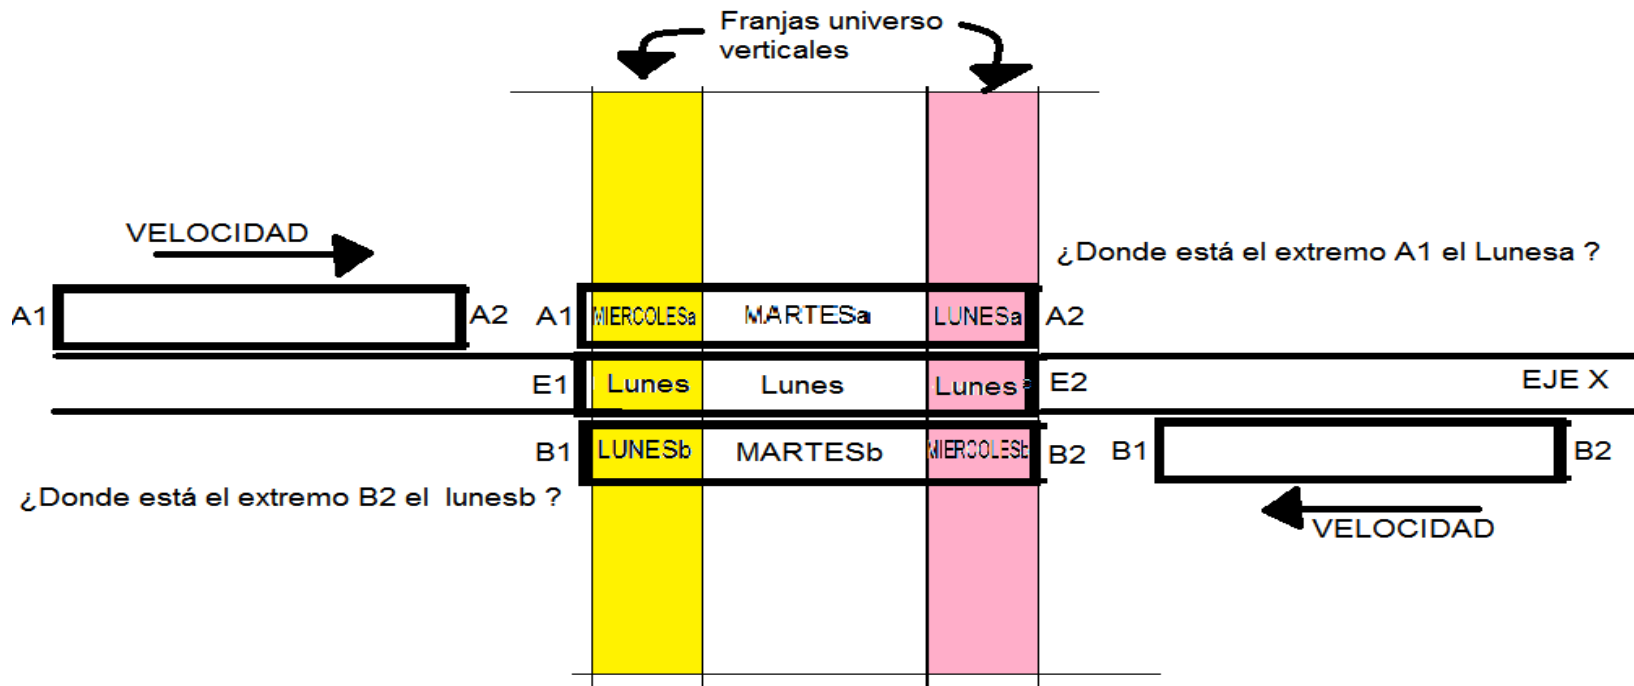 Franjas universo
verticales
VELOCIDAD
¿Donde está el extremo A1 el Lunesa ?
A1
A2
A1
MIERCOLESa
MARTESa
LUNESa
A2
E1
Lunes
Lunes
Lunes
E2
EJE X
B1
LUNESb
MARTESb
MIERCOLESb
B2
B1
B2
¿Donde está el extremo B2 el lunesb ?
VELOCIDAD